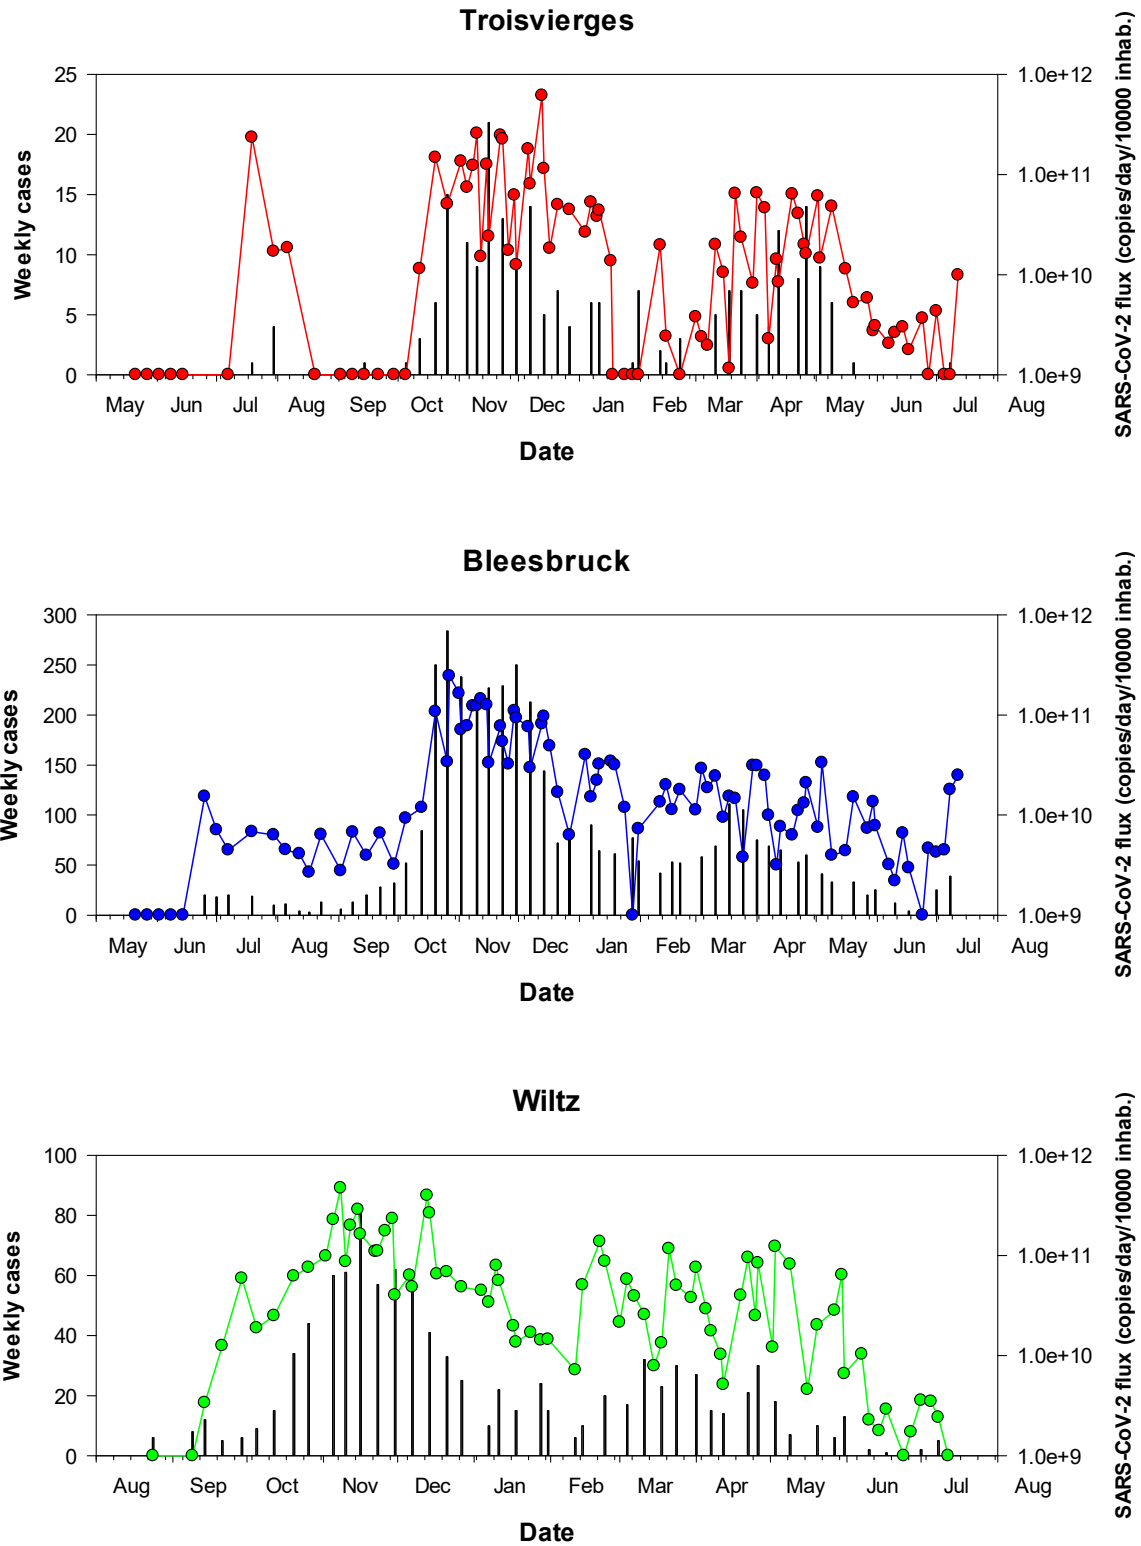 Troisvierges
25 1.0e+12
20
1.0e+11
15
10 1.0e+10
5
0 1.0e+9
Weekly cases
SARS-CoV-2 flux (copies/day/10000 inhab.)
May Jun Jul Aug Sep Oct Nov Dec Jan Feb Mar Apr May Jun Jul Aug
Date
Bleesbruck
300 1.0e+12
250
200 1.0e+11
150
100 1.0e+10
50
0 1.0e+9
Weekly cases
SARS-CoV-2 flux (copies/day/10000 inhab.)
May Jun Jul Aug Sep Oct Nov Dec Jan Feb Mar Apr May Jun Jul Aug
Date
Wiltz
100 1.0e+12
80
1.0e+11
60
40
1.0e+10
20
0 1.0e+9
Weekly cases
SARS-CoV-2 flux (copies/day/10000 inhab.)
Aug Sep Oct Nov Dec Jan Feb Mar Apr May Jun Jul Aug
Date